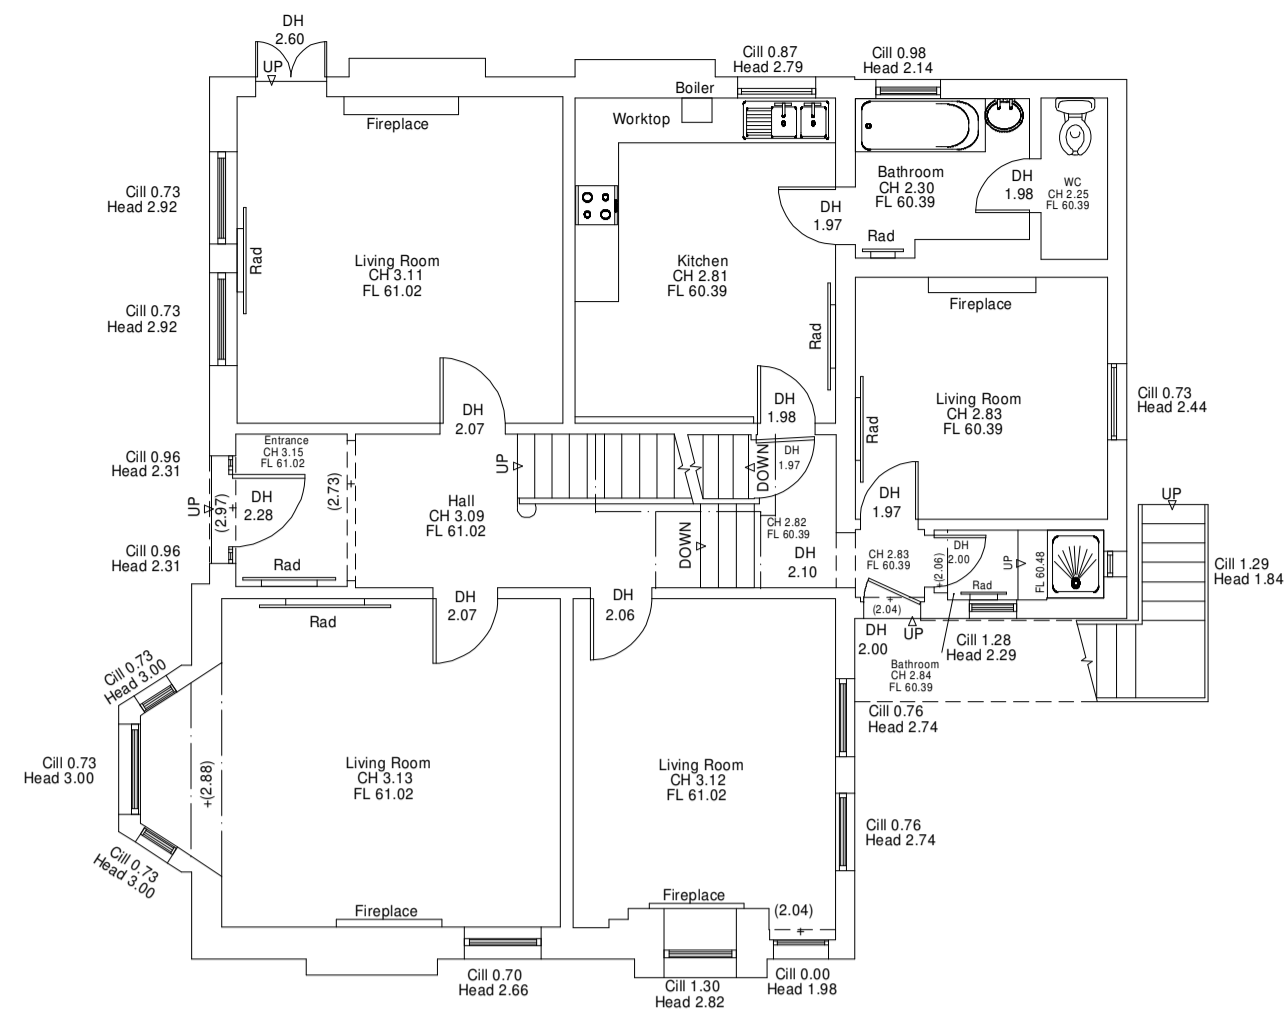 DH
2.60
UP
Fireplace
Boiler
Worktop
Cill 0.87
Head 2.79
Cill 0.98
Head 2.14
Cill 0.73
Head 2.92
Rad
Living Room
CH 3.11
FL 61.02
Kitchen
CH 2.81
FL 60.39
Bathroom
CH 2.30
FL 60.39
DH
1.98
WC
CH 2.25
FL 60.39
DH
1.97
Rad
Cill 0.73
Head 2.92
Rad
Fireplace
DH
2.07
DH
1.98
Living Room
CH 2.83
FL 60.39
Rad
Cill 0.73
Head 2.44
Entrance
CH 3.15
FL 61.02
Cill 0.96
Head 2.31
UP
(2.97)
DH
2.28
(2.73)
Rad
Cill 0.96
Head 2.31
Hall
CH 3.09
FL 61.02
UP
DOWN
DH
1.97
DOWN
CH 2.82
FL 60.39
DH
2.10
DH
1.97
CH 2.83
FL 60.39
(2.06)
DH
2.00
UP
FL 60.48
Rad
(2.04)
UP
Cill 1.29
Head 1.84
DH
2.00
UP
Cill 1.28
Head 2.29
Bathroom
CH 2.84
FL 60.39
DH
2.07
DH
2.06
Rad
Cill 0.73
Head 3.00
Cill 0.73
Head 3.00
Cill 0.73
Head 3.00
(2.88)
Living Room
CH 3.13
FL 61.02
Living Room
CH 3.12
FL 61.02
Cill 0.76
Head 2.74
Cill 0.76
Head 2.74
Fireplace
Fireplace
(2.04)
Cill 0.70
Head 2.66
Cill 1.30
Head 2.82
Cill 0.00
Head 1.98